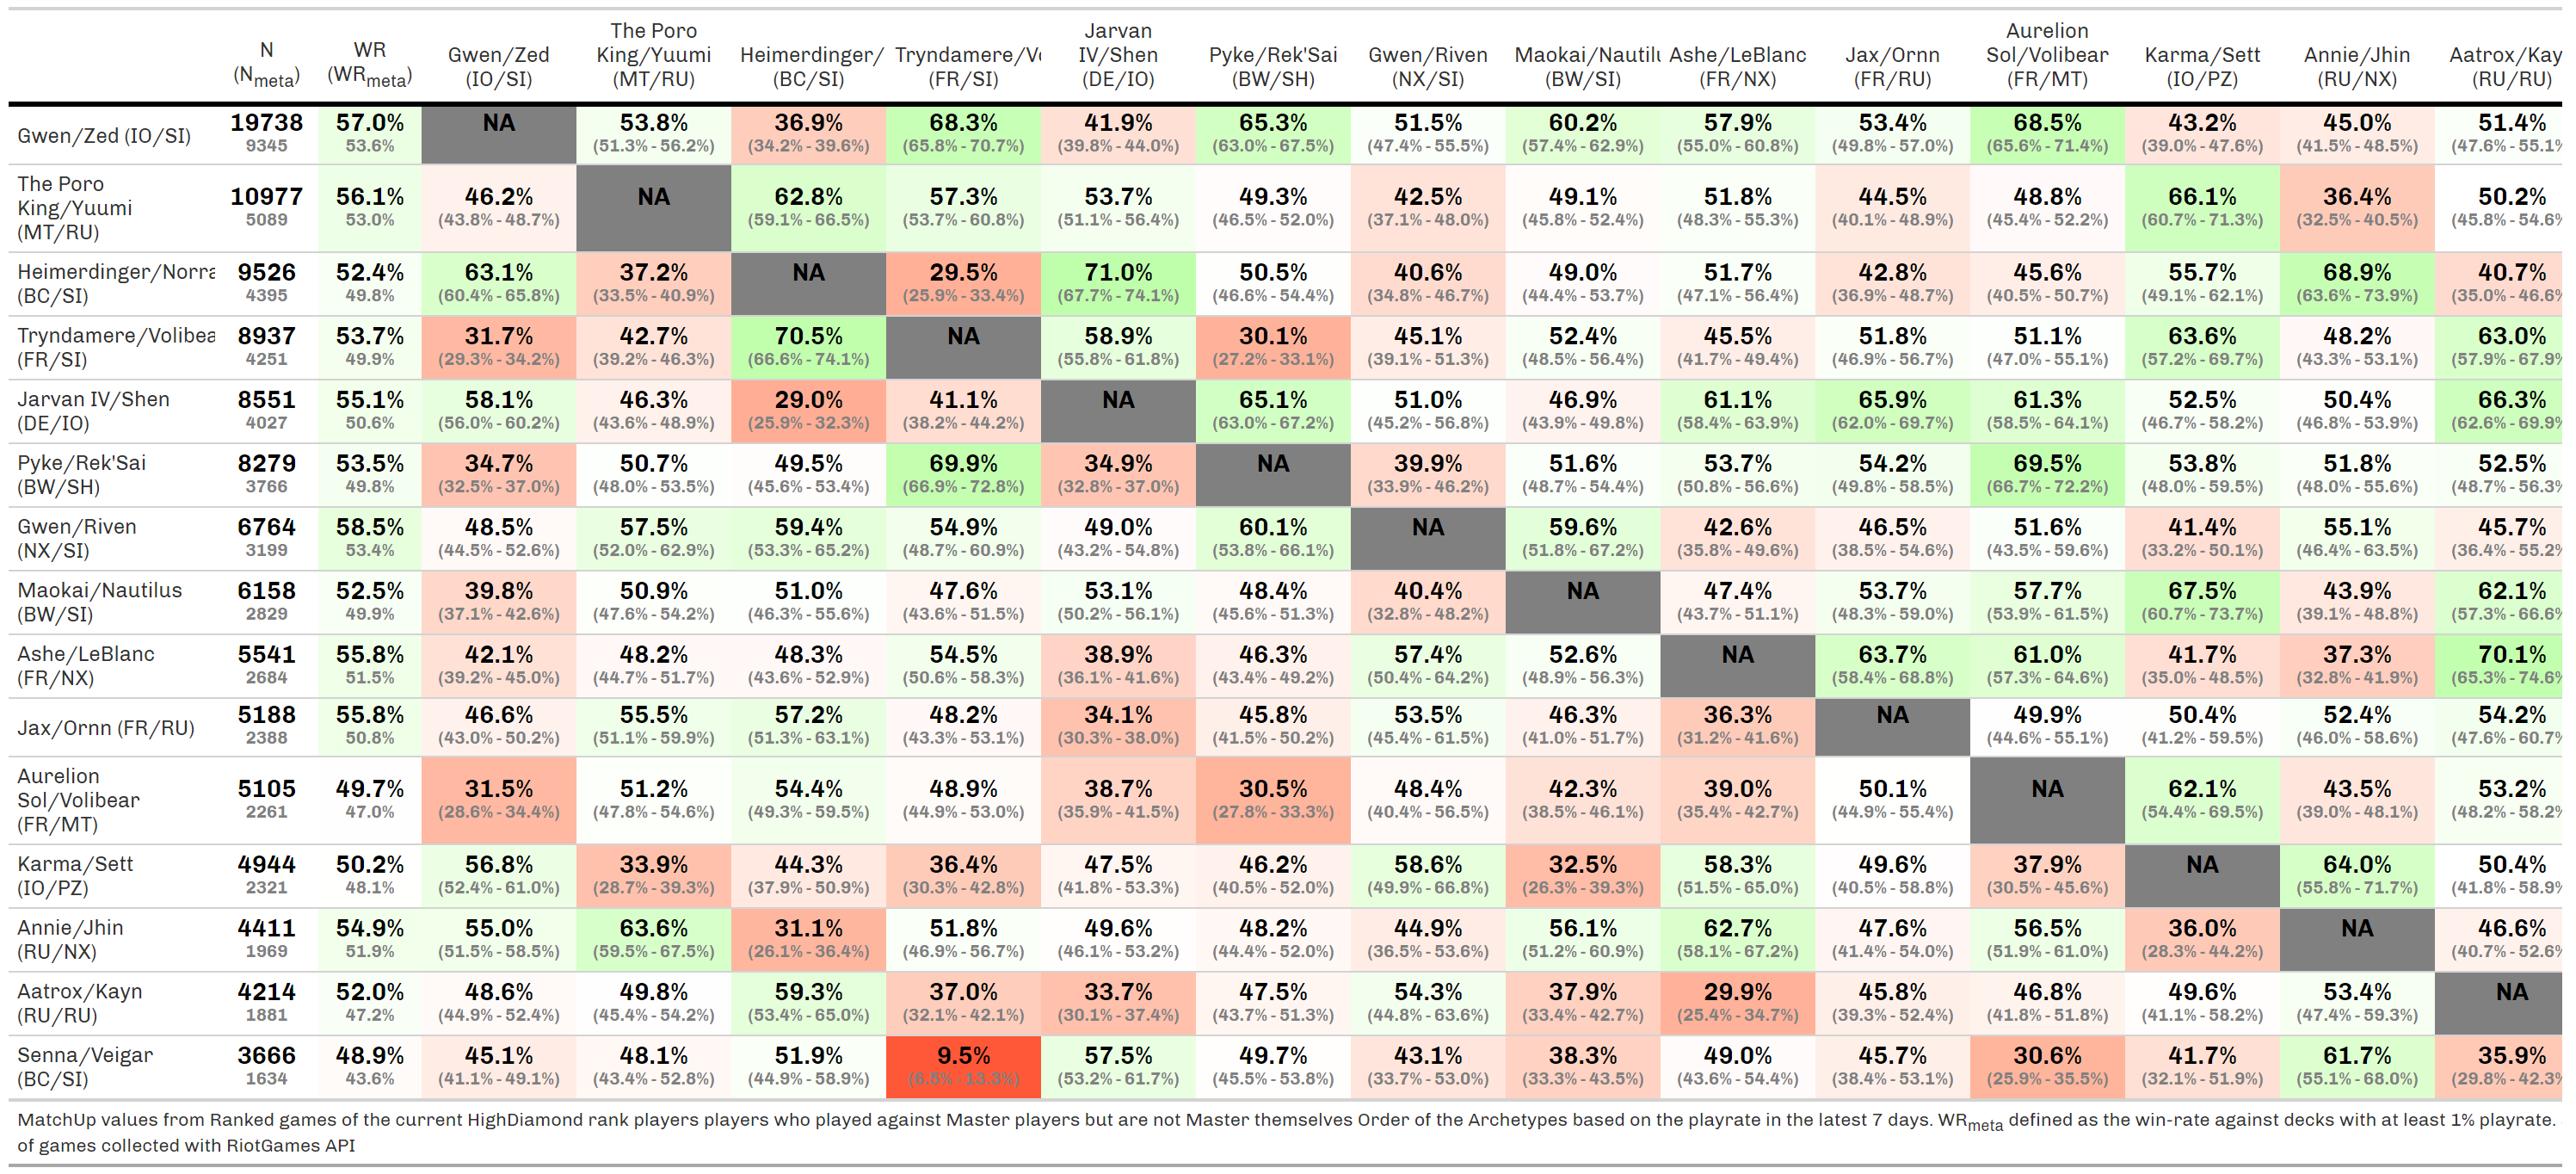 N (Nmeta) WR (WRmeta) Gwen/Zed (IO/SI) The Poro King/Yuumi (MT/RU) Heimerdinger/ (BC/SI) Tryndamere/Vo (FR/SI) Jarvan IV/Shen (DE/IO) Pyke/Rek'Sai (BW/SH) Gwen/Riven (NX/SI) Maokai/Nautilu (BW/SI) Ashe/LeBlanc (FR/NX) Jax/Ornn (FR/RU) Aurelion Sol/Volibear (FR/MT) Karma/Sett (IO/PZ) Annie/Jhin (RU/NX) Aatrox/Kay (RU/RU)
Gwen/Zed (IO/SI) 19738 57.0% NA 53.8% 36.9% 68.3% 41.9% 65.3% 51.5% 60.2% 57.9% 53.4% 68.5% 43.2% 45.0% 51.4%
9345 53.6% (51.3% - 56.2%) (34.2% - 39.6%) (65.8% - 70.7%) (39.8% - 44.0%) (63.0% - 67.5%) (47.4% - 55.5%) (57.4% - 62.9%) (55.0% - 60.8%) (49.8% - 57.0%) (65.6% - 71.4%) (39.0% - 47.6%) (41.5% - 48.5%) (47.6% - 55.1%
The Poro King/Yuumi (MT/RU) 10977 56.1% 46.2% NA 62.8% 57.3% 53.7% 49.3% 42.5% 49.1% 51.8% 44.5% 48.8% 66.1% 36.4% 50.2%
5089 53.0% (43.8% - 48.7%) (59.1% - 66.5%) (53.7% - 60.8%) (51.1% - 56.4%) (46.5% - 52.0%) (37.1% - 48.0%) (45.8% - 52.4%) (48.3% - 55.3%) (40.1% - 48.9%) (45.4% - 52.2%) (60.7% - 71.3%) (32.5% - 40.5%) (45.8% - 54.6%
Heimerdinger/Norra (BC/SI) 9526 52.4% 63.1% 37.2% NA 29.5% 71.0% 50.5% 40.6% 49.0% 51.7% 42.8% 45.6% 55.7% 68.9% 40.7%
4395 49.8% (60.4% - 65.8%) (33.5% - 40.9%) (25.9% - 33.4%) (67.7% - 74.1%) (46.6% - 54.4%) (34.8% - 46.7%) (44.4% - 53.7%) (47.1% - 56.4%) (36.9% - 48.7%) (40.5% - 50.7%) (49.1% - 62.1%) (63.6% - 73.9%) (35.0% - 46.6%
Tryndamere/Volibea (FR/SI) 8937 53.7% 31.7% 42.7% 70.5% NA 58.9% 30.1% 45.1% 52.4% 45.5% 51.8% 51.1% 63.6% 48.2% 63.0%
4251 49.9% (29.3% - 34.2%) (39.2% - 46.3%) (66.6% - 74.1%) (55.8% - 61.8%) (27.2% - 33.1%) (39.1% - 51.3%) (48.5% - 56.4%) (41.7% - 49.4%) (46.9% - 56.7%) (47.0% - 55.1%) (57.2% - 69.7%) (43.3% - 53.1%) (57.9% - 67.9%
Jarvan IV/Shen (DE/IO) 8551 55.1% 58.1% 46.3% 29.0% 41.1% NA 65.1% 51.0% 46.9% 61.1% 65.9% 61.3% 52.5% 50.4% 66.3%
4027 50.6% (56.0% - 60.2%) (43.6% - 48.9%) (25.9% - 32.3%) (38.2% - 44.2%) (63.0% - 67.2%) (45.2% - 56.8%) (43.9% - 49.8%) (58.4% - 63.9%) (62.0% - 69.7%) (58.5% - 64.1%) (46.7% - 58.2%) (46.8% - 53.9%) (62.6% - 69.9%
Pyke/Rek'Sai (BW/SH) 8279 53.5% 34.7% 50.7% 49.5% 69.9% 34.9% NA 39.9% 51.6% 53.7% 54.2% 69.5% 53.8% 51.8% 52.5%
3766 49.8% (32.5% - 37.0%) (48.0% - 53.5%) (45.6% - 53.4%) (66.9% - 72.8%) (32.8% - 37.0%) (33.9% - 46.2%) (48.7% - 54.4%) (50.8% - 56.6%) (49.8% - 58.5%) (66.7% - 72.2%) (48.0% - 59.5%) (48.0% - 55.6%) (48.7% - 56.3%
Gwen/Riven (NX/SI) 6764 58.5% 48.5% 57.5% 59.4% 54.9% 49.0% 60.1% NA 59.6% 42.6% 46.5% 51.6% 41.4% 55.1% 45.7%
3199 53.4% (44.5% - 52.6%) (52.0% - 62.9%) (53.3% - 65.2%) (48.7% - 60.9%) (43.2% - 54.8%) (53.8% - 66.1%) (51.8% - 67.2%) (35.8% - 49.6%) (38.5% - 54.6%) (43.5% - 59.6%) (33.2% - 50.1%) (46.4% - 63.5%) (36.4% - 55.2%
Maokai/Nautilus (BW/SI) 6158 52.5% 39.8% 50.9% 51.0% 47.6% 53.1% 48.4% 40.4% NA 47.4% 53.7% 57.7% 67.5% 43.9% 62.1%
2829 49.9% (37.1% - 42.6%) (47.6% - 54.2%) (46.3% - 55.6%) (43.6% - 51.5%) (50.2% - 56.1%) (45.6% - 51.3%) (32.8% - 48.2%) (43.7% - 51.1%) (48.3% - 59.0%) (53.9% - 61.5%) (60.7% - 73.7%) (39.1% - 48.8%) (57.3% - 66.6%
Ashe/LeBlanc (FR/NX) 5541 55.8% 42.1% 48.2% 48.3% 54.5% 38.9% 46.3% 57.4% 52.6% NA 63.7% 61.0% 41.7% 37.3% 70.1%
2684 51.5% (39.2% - 45.0%) (44.7% - 51.7%) (43.6% - 52.9%) (50.6% - 58.3%) (36.1% - 41.6%) (43.4% - 49.2%) (50.4% - 64.2%) (48.9% - 56.3%) (58.4% - 68.8%) (57.3% - 64.6%) (35.0% - 48.5%) (32.8% - 41.9%) (65.3% - 74.6%
Jax/Ornn (FR/RU) 5188 55.8% 46.6% 55.5% 57.2% 48.2% 34.1% 45.8% 53.5% 46.3% 36.3% NA 49.9% 50.4% 52.4% 54.2%
2388 50.8% (43.0% - 50.2%) (51.1% - 59.9%) (51.3% - 63.1%) (43.3% - 53.1%) (30.3% - 38.0%) (41.5% - 50.2%) (45.4% - 61.5%) (41.0% - 51.7%) (31.2% - 41.6%) (44.6% - 55.1%) (41.2% - 59.5%) (46.0% - 58.6%) (47.6% - 60.7%
Aurelion Sol/Volibear (FR/MT) 5105 49.7% 31.5% 51.2% 54.4% 48.9% 38.7% 30.5% 48.4% 42.3% 39.0% 50.1% NA 62.1% 43.5% 53.2%
2261 47.0% (28.6% - 34.4%) (47.8% - 54.6%) (49.3% - 59.5%) (44.9% - 53.0%) (35.9% - 41.5%) (27.8% - 33.3%) (40.4% - 56.5%) (38.5% - 46.1%) (35.4% - 42.7%) (44.9% - 55.4%) (54.4% - 69.5%) (39.0% - 48.1%) (48.2% - 58.2%
Karma/Sett (IO/PZ) 4944 50.2% 56.8% 33.9% 44.3% 36.4% 47.5% 46.2% 58.6% 32.5% 58.3% 49.6% 37.9% NA 64.0% 50.4%
2321 48.1% (52.4% - 61.0%) (28.7% - 39.3%) (37.9% - 50.9%) (30.3% - 42.8%) (41.8% - 53.3%) (40.5% - 52.0%) (49.9% - 66.8%) (26.3% - 39.3%) (51.5% - 65.0%) (40.5% - 58.8%) (30.5% - 45.6%) (55.8% - 71.7%) (41.8% - 58.9%
Annie/Jhin (RU/NX) 4411 54.9% 55.0% 63.6% 31.1% 51.8% 49.6% 48.2% 44.9% 56.1% 62.7% 47.6% 56.5% 36.0% NA 46.6%
1969 51.9% (51.5% - 58.5%) (59.5% - 67.5%) (26.1% - 36.4%) (46.9% - 56.7%) (46.1% - 53.2%) (44.4% - 52.0%) (36.5% - 53.6%) (51.2% - 60.9%) (58.1% - 67.2%) (41.4% - 54.0%) (51.9% - 61.0%) (28.3% - 44.2%) (40.7% - 52.6%
Aatrox/Kayn (RU/RU) 4214 52.0% 48.6% 49.8% 59.3% 37.0% 33.7% 47.5% 54.3% 37.9% 29.9% 45.8% 46.8% 49.6% 53.4% NA
1881 47.2% (44.9% - 52.4%) (45.4% - 54.2%) (53.4% - 65.0%) (32.1% - 42.1%) (30.1% - 37.4%) (43.7% - 51.3%) (44.8% - 63.6%) (33.4% - 42.7%) (25.4% - 34.7%) (39.3% - 52.4%) (41.8% - 51.8%) (41.1% - 58.2%) (47.4% - 59.3%)
Senna/Veigar (BC/SI) 3666 48.9% 45.1% 48.1% 51.9% 9.5% 57.5% 49.7% 43.1% 38.3% 49.0% 45.7% 30.6% 41.7% 61.7% 35.9%
1634 43.6% (41.1% - 49.1%) (43.4% - 52.8%) (44.9% - 58.9%) (6.5% - 13.3%) (53.2% - 61.7%) (45.5% - 53.8%) (33.7% - 53.0%) (33.3% - 43.5%) (43.6% - 54.4%) (38.4% - 53.1%) (25.9% - 35.5%) (32.1% - 51.9%) (55.1% - 68.0%) (29.8% - 42.3%
MatchUp values from Ranked games of the current HighDiamond rank players players who played against Master players but are not Master themselves Order of the Archetypes based on the playrate in the latest 7 days. WRmeta defined as the win-rate against decks with at least 1% playrate.
of games collected with RiotGames API